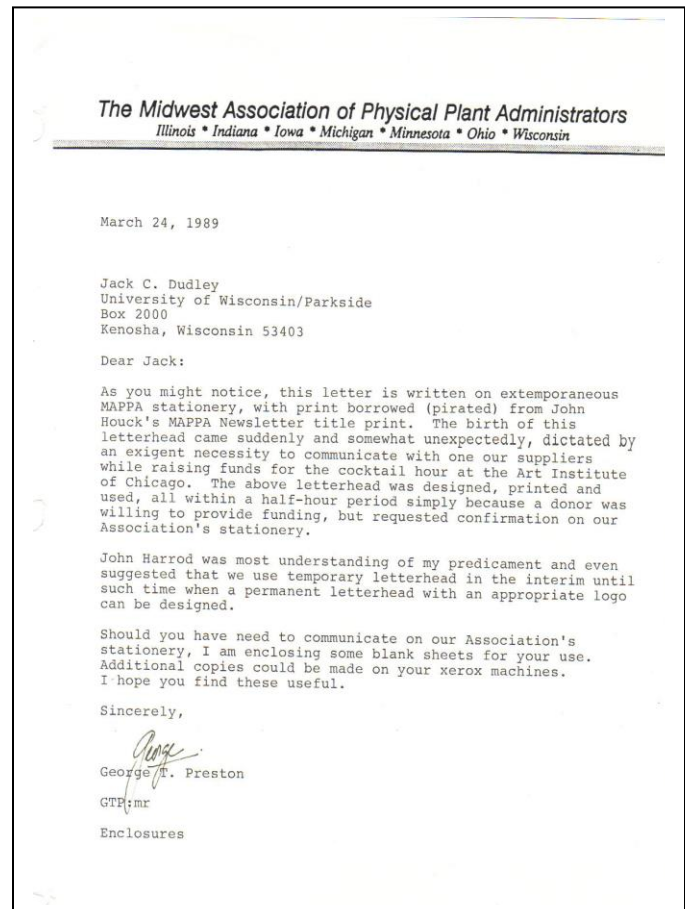 The Midwest Association of Physical Plant Administrators
Illinois * Indiana * Iowa * Michigan * Minnesota * Ohio * Wisconsin
March 24, 1989
Jack C. Dudley
University of Wisconsin/Parkside
Box 2000
Kenosha, Wisconsin 53403
Dear Jack:
As you might notice, this letter is written on extemporaneous
MAPPA stationery, with print borrowed (pirated) from John
Houck's MAPPA Newsletter title print. The birth of this
letterhead came suddenly and somewhat unexpectedly, dictated by
an exigent necessity to communicate with one our suppliers
while raising funds for the cocktail hour at the Art Institute
of Chicago. The above letterhead was designed, printed and
used, all within a half-hour period simply because a donor was
willing to provide funding, but requested confirmation on our
Association's stationery.
John Harrod was most understanding of my predicament and even
suggested that we use temporary letterhead in the interim until
such time when a permanent letterhead with an appropriate logo
can be designed.
Should you have need to communicate on our Association's
stationery, I am enclosing some blank sheets for your use.
Additional copies could be made on your xerox machines.
I hope you find these useful.
Sincerely,
George
George T. Preston
GTP:mr
Enclosures